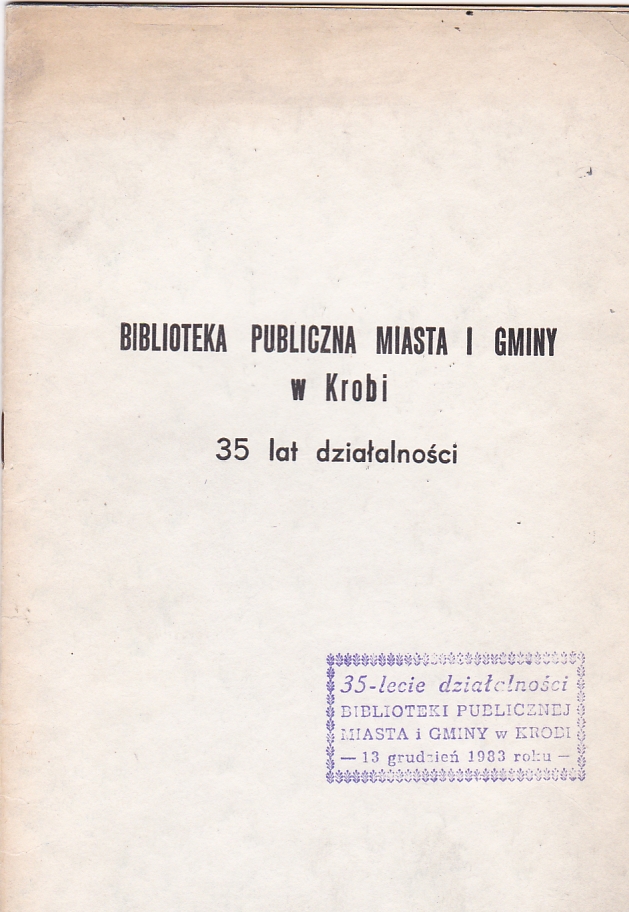 BIBLIOTEKA PUBLICZNA MIASTA I GMINY
w Krobi
35 lat działalności
35-lecie działalności
BIBLIOTEKI PUBLICZNEJ
MIASTA i GMINY w KROBI
— 13 grudzień 1983 roku —